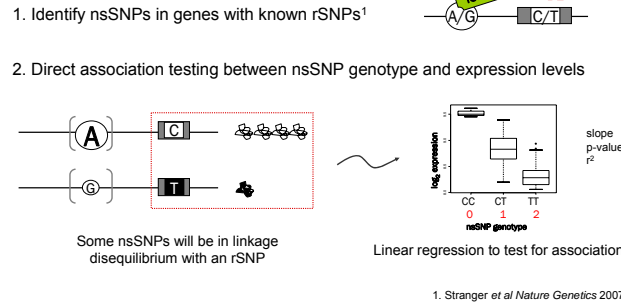 1. Identify nsSNPs in genes with known rSNPs1
A/G
C/T
2. Direct association testing between nsSNP genotype and expression levels
A
C
G
T
log2 expression
CC CT TT
0 1 2
nsSNP genotype
slope
p-value
r2
Some nsSNPs will be in linkage
disequilibrium with an rSNP
Linear regression to test for association
1. Stranger et al Nature Genetics 2007